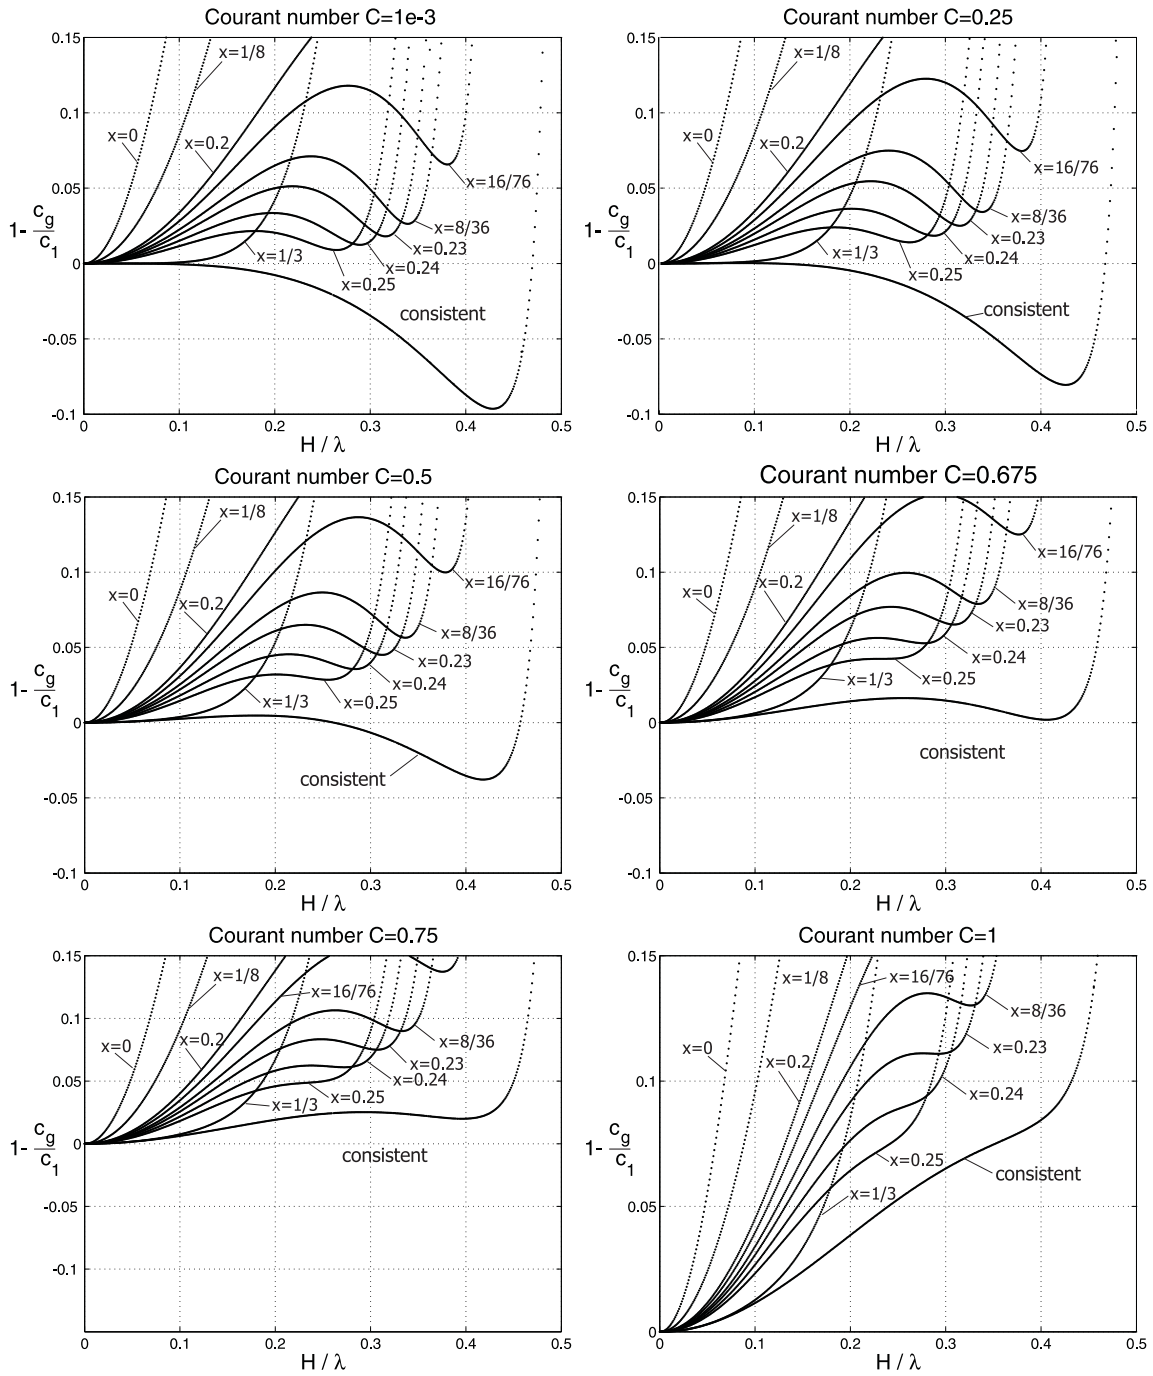 Courant number C=1e-3
0.15
x=1/8
0.1
x=0
x=0.2
0.05
x=16/76
x=8/36
x=0.23
x=0.24
x=0.25
x=1/3
1- c_g
c_1
0
consistent
-0.05
-0.1
0 0.1 0.2 0.3 0.4 0.5
H / λ
Courant number C=0.25
0.15
x=1/8
0.1
x=0
x=0.2
0.05
x=16/76
x=8/36
x=0.23
x=0.24
x=0.25
x=1/3
1- c_g
c_1
0
consistent
-0.05
-0.1
0 0.1 0.2 0.3 0.4 0.5
H / λ
Courant number C=0.5
0.15
x=1/8
0.1
x=0
x=0.2
x=16/76
0.05
x=8/36
x=0.23
x=0.24
x=0.25
x=1/3
1- c_g
c_1
0
consistent
-0.05
-0.1
0 0.1 0.2 0.3 0.4 0.5
H / λ
Courant number C=0.675
0.15
x=1/8
x=16/76
0.1
x=0
x=0.2
x=8/36
x=0.23
0.05
x=0.24
x=0.25
x=1/3
1- c_g
c_1
0
consistent
-0.05
-0.1
0 0.1 0.2 0.3 0.4 0.5
H / λ
Courant number C=0.75
0.15
x=1/8
x=16/76
0.1
x=0
x=0.2
x=8/36
x=0.23
x=0.24
0.05
x=0.25
x=1/3
1- c_g
c_1
0
consistent
-0.05
-0.1
0 0.1 0.2 0.3 0.4 0.5
H / λ
Courant number C=1
0.15
x=1/8
x=16/76
x=8/36
x=0
x=0.2
x=0.23
0.1
x=0.24
x=0.25
consistent
1- c_g
c_1
x=1/3
0.05
0
0 0.1 0.2 0.3 0.4 0.5
H / λ